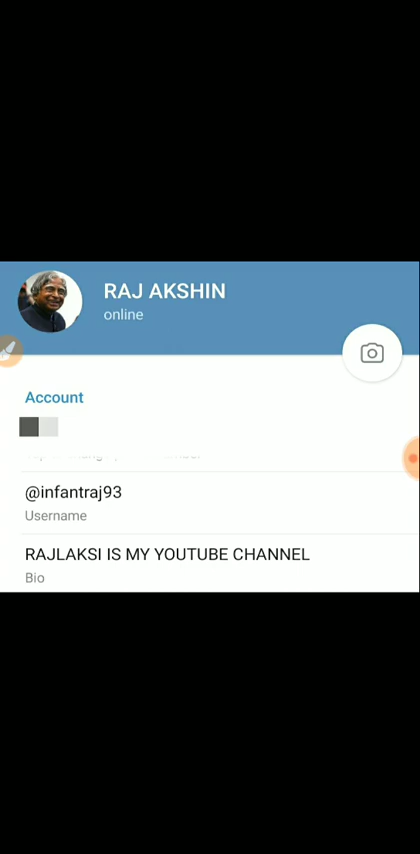 RAJ AKSHIN
online
Account
@infantraj93
Username
RAJLAKSI IS MY YOUTUBE CHANNEL
Bio